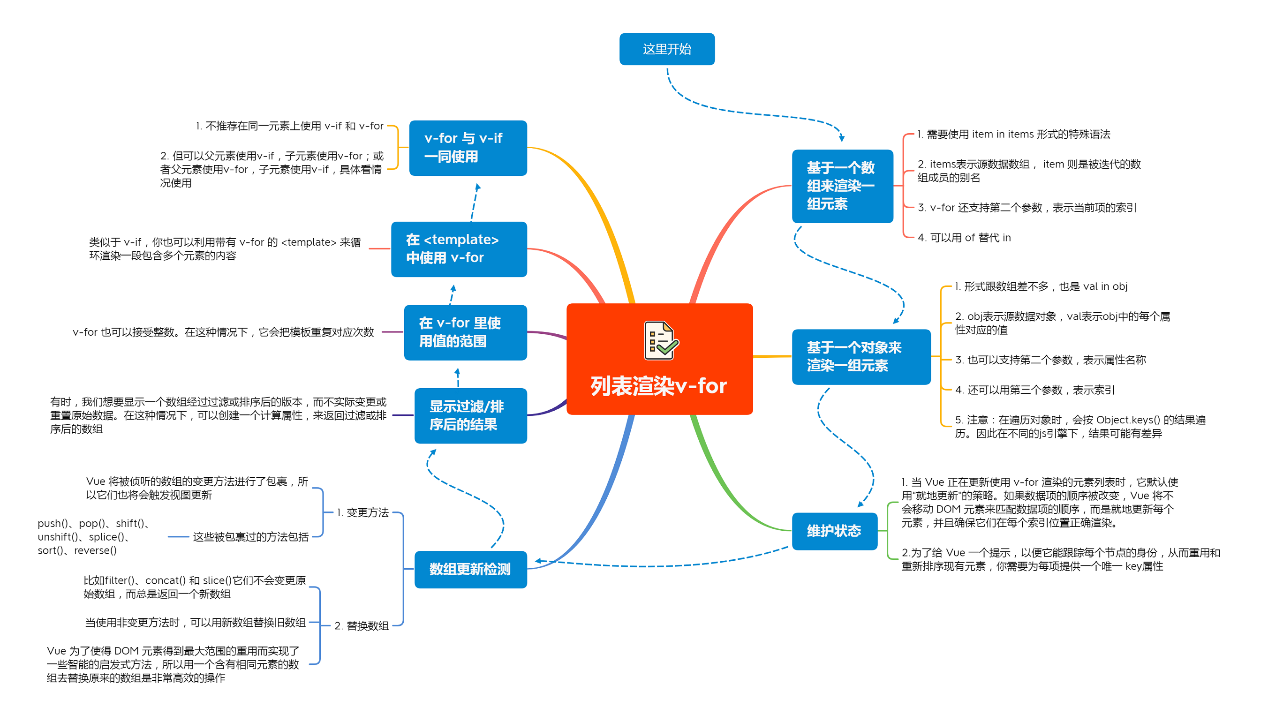 这里开始
基于一个数
组来渲染一
组元素
1. 需要使用 item in items 形式的特殊语法
2. items表示源数据数组， item 则是被迭代的数
组成员的别名
3. v-for 还支持第二个参数，表示当前项的索引
4. 可以用 of 替代 in
基于一个对象来
渲染一组元素
1. 形式跟数组差不多，也是 val in obj
2. obj表示源数据对象，val表示obj中的每个属
性对应的值
3. 也可以支持第二个参数，表示属性名称
4. 还可以用第三个参数，表示索引
5. 注意：在遍历对象时，会按 Object.keys() 的结果遍
历。因此在不同的js引擎下，结果可能有差异
维护状态
1. 当 Vue 正在更新使用 v-for 渲染的元素列表时，它默认使
用“就地更新”的策略。如果数据项的顺序被改变，Vue 将不
会移动 DOM 元素来匹配数据项的顺序，而是就地更新每个
元素，并且确保它们在每个索引位置正确渲染。
2.为了给 Vue 一个提示，以便它能跟踪每个节点的身份，从而重用和
重新排序现有元素，你需要为每项提供一个唯一 key属性
列表渲染v-for
数组更新检测
1. 变更方法
Vue 将被侦听的数组的变更方法进行了包裹，所
以它们也将会触发视图更新
这些被包裹过的方法包括
push()、pop()、shift()、
unshift()、splice()、
sort()、reverse()
2. 替换数组
比如filter()、concat() 和 slice()它们不会变更原
始数组，而总是返回一个新数组
当使用非变更方法时，可以用新数组替换旧数组
Vue 为了使得 DOM 元素得到最大范围的重用而实现了
一些智能的启发式方法，所以用一个含有相同元素的数
组去替换原来的数组是非常高效的操作
显示过滤/排
序后的结果
有时，我们想要显示一个数组经过过滤或排序后的版本，而不实际变更或
重置原始数据。在这种情况下，可以创建一个计算属性，来返回过滤或排
序后的数组
在 v-for 里使
用值的范围
v-for 也可以接受整数。在这种情况下，它会把模板重复对应次数
在 <template>
中使用 v-for
类似于 v-if，你也可以利用带有 v-for 的 <template> 来循
环渲染一段包含多个元素的内容
v-for 与 v-if
一同使用
1. 不推荐在同一元素上使用 v-if 和 v-for
2. 但可以父元素使用v-if，子元素使用v-for；或
者父元素使用v-for，子元素使用v-if，具体看情
况使用